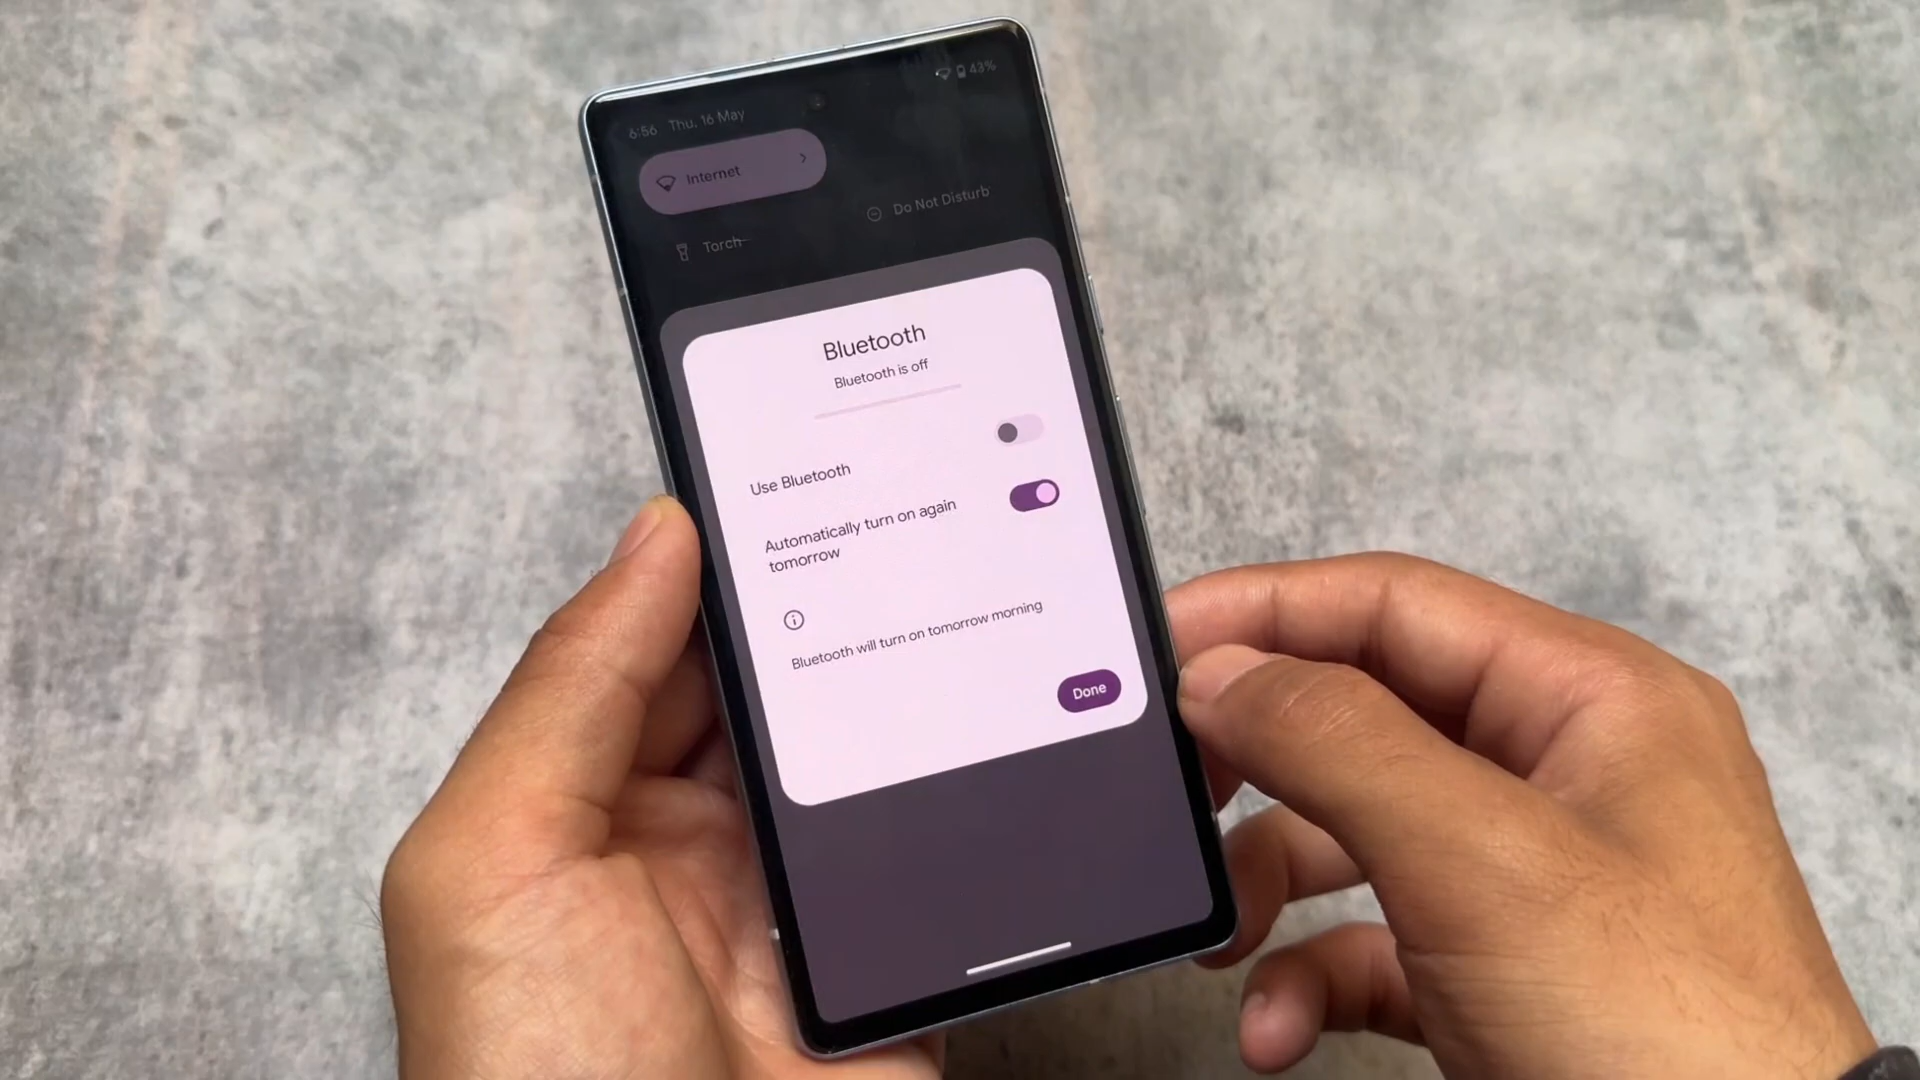 6:56 Thu, 16 May 43%
Internet
Do Not Disturb
Torch
Bluetooth
Bluetooth is off
Use Bluetooth
Automatically turn on again
tomorrow
Bluetooth will turn on tomorrow morning
Done